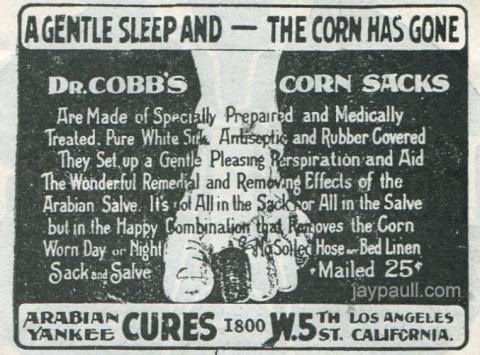 A GENTLE SLEEP AND — THE CORN HAS GONE
DR. COBB'S CORN SACKS
Are Made of Specially Prepared and Medically
Treated. Pure White Silk Antiseptic and Rubber Covered
They Set up a Gentle Pleasing Perspiration and Aid
The Wonderful Remedial and Removing Effects of the
Arabian Salve. It's not All in the Sack or All in the Salve
but in the Happy Combination that Removes the Corn
Worn Day or Night No Soiled Hose or Bed Linen
Sack and Salve Mailed 25¢
jaypaull.com
ARABIAN YANKEE CURES 1800 W. 5TH ST. LOS ANGELES CALIFORNIA.